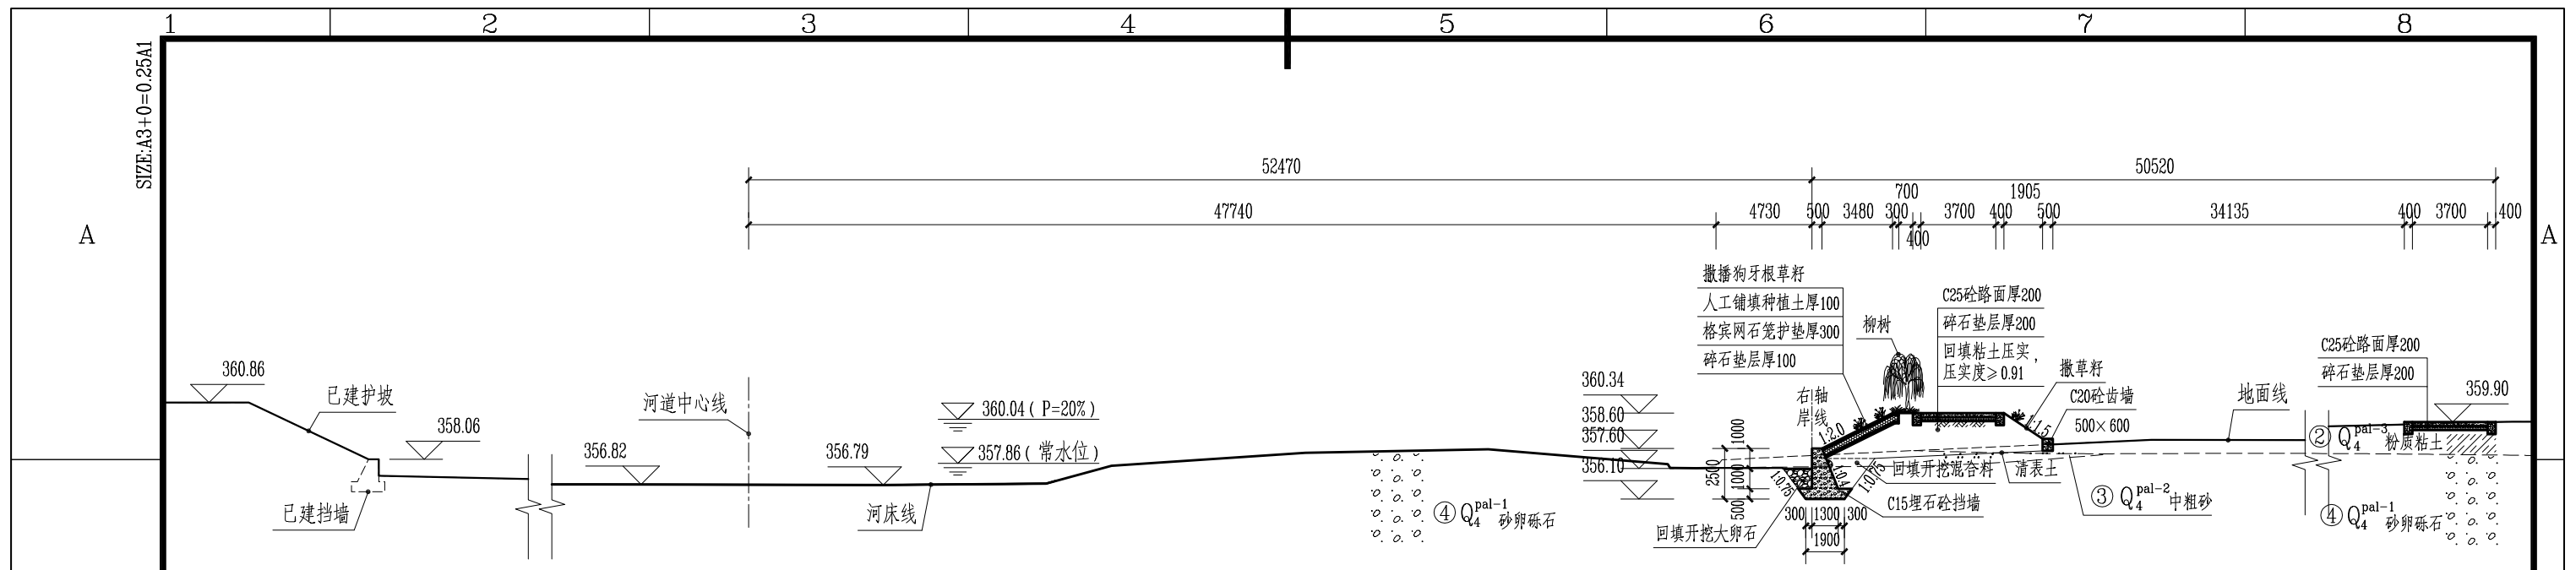 1 2 3 4 5 6 7 8
SIZE:A3+0=0.25A1
A
A
52470 50520
700 1905
47740 4730 500 3480 300 3700 400 500 34135 400 3700 400
400
撒播狗牙根草籽
人工铺填种植土厚100
格宾网石笼护垫厚300
碎石垫层厚100
柳树
C25砼路面厚200
碎石垫层厚200
回填粘土压实，
压实度≥0.91
撒草籽
C20砼齿墙
500×600
地面线
C25砼路面厚200
碎石垫层厚200
359.90
360.86
已建护坡
358.06
已建挡墙
356.82
河道中心线
356.79
河床线
360.04 ( P=20% )
357.86 ( 常水位 )
360.34
358.60
357.60
356.10
右轴
岸线
1:2.0
1:1.5
1000
2500
1000
500
1:0.75
1:0.4
1:0.75
回填开挖混合料
清表土
C15埋石砼挡墙
300 1300 300
1900
回填开挖大卵石
④ Q4 pal-1 砂卵砾石
③ Q4 pal-2 中粗砂
② Q4 pal-3 粉质粘土
④ Q4 pal-1 砂卵砾石